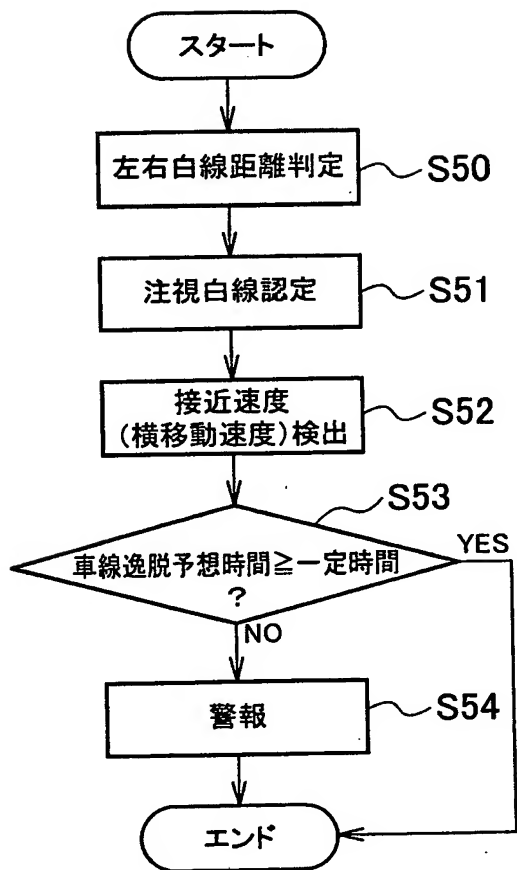 スタート
左右白線距離判定
S50
注視白線認定
S51
接近速度
(横移動速度)検出
S52
S53
車線逸脱予想時間≧一定時間
?
YES
NO
警報
S54
エンド